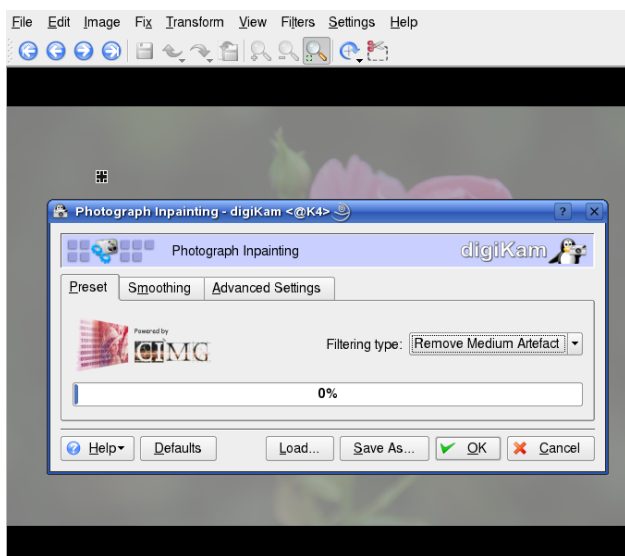 File Edit Image Fix Transform View Filters Settings Help
Photograph Inpainting - digiKam <@K4>
Photograph Inpainting digiKam
Preset Smoothing Advanced Settings
Powered by
CIMG
Filtering type: Remove Medium Artefact
0%
Help Defaults Load... Save As... OK Cancel